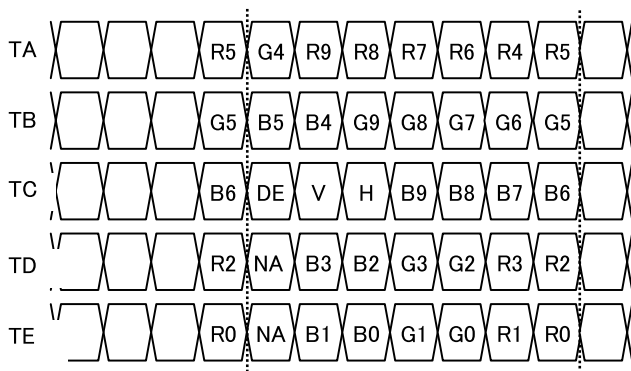 TA R5 G4 R9 R8 R7 R6 R4 R5
TB G5 B5 B4 G9 G8 G7 G6 G5
TC B6 DE V H B9 B8 B7 B6
TD R2 NA B3 B2 G3 G2 R3 R2
TE R0 NA B1 B0 G1 G0 R1 R0